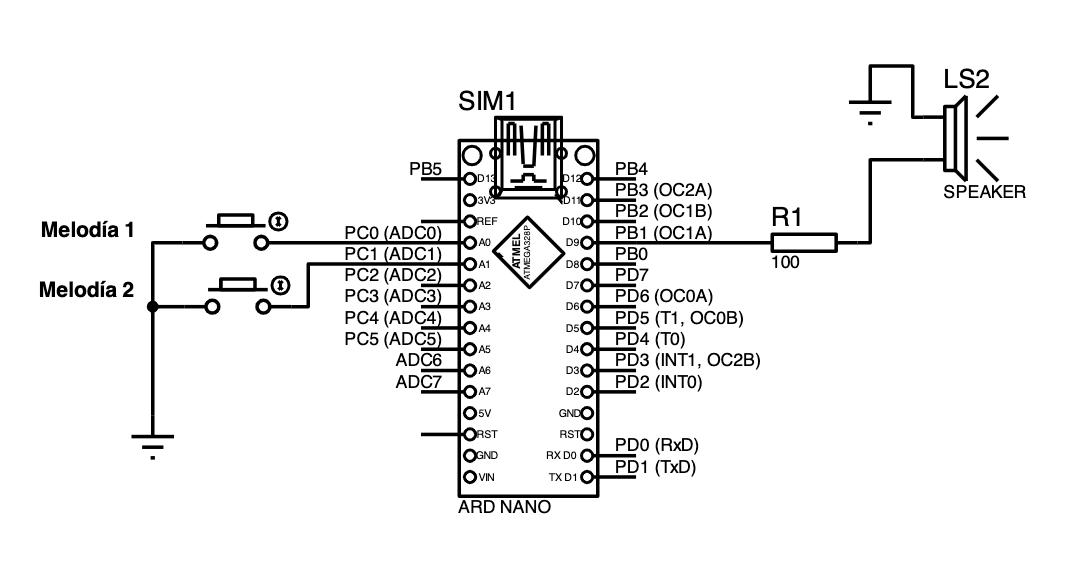 SIM1
LS2
SPEAKER
R1
100
Melodía 1
Melodía 2
PB5
PC0 (ADC0)
PC1 (ADC1)
PC2 (ADC2)
PC3 (ADC3)
PC4 (ADC4)
PC5 (ADC5)
ADC6
ADC7
D13
3V3
REF
A0
A1
A2
A3
A4
A5
A6
A7
5V
RST
GND
VIN
ATMEL
ATMEGA328P
D12
D11
D10
D9
D8
D7
D6
D5
D4
D3
D2
GND
RST
RX D0
TX D1
PB4
PB3 (OC2A)
PB2 (OC1B)
PB1 (OC1A)
PB0
PD7
PD6 (OC0A)
PD5 (T1, OC0B)
PD4 (T0)
PD3 (INT1, OC2B)
PD2 (INT0)
PD0 (RxD)
PD1 (TxD)
ARD NANO